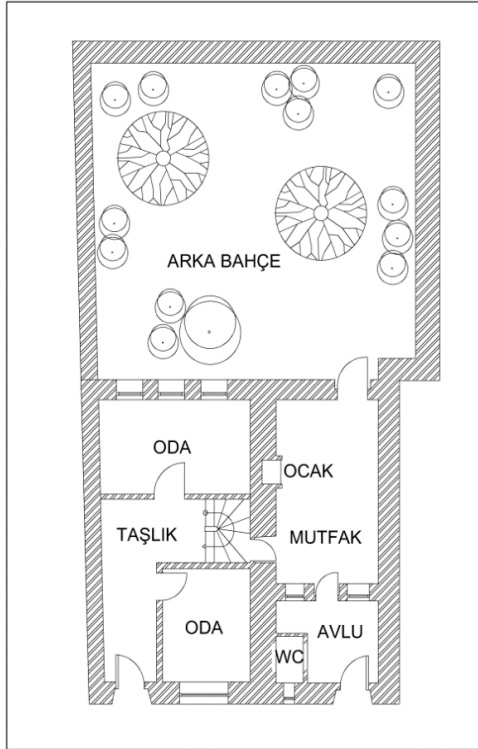 ARKA BAHÇE
ODA
OCAK
TAŞLIK
MUTFAK
ODA
AVLU
WC